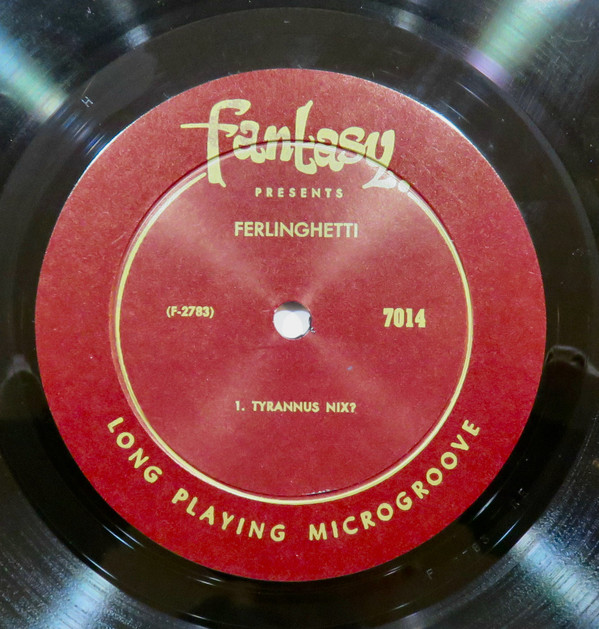 fantasy.
PRESENTS
FERLINGHETTI
(F-2783)
7014
1. TYRANNUS NIX?
LONG PLAYING MICROGROOVE
H